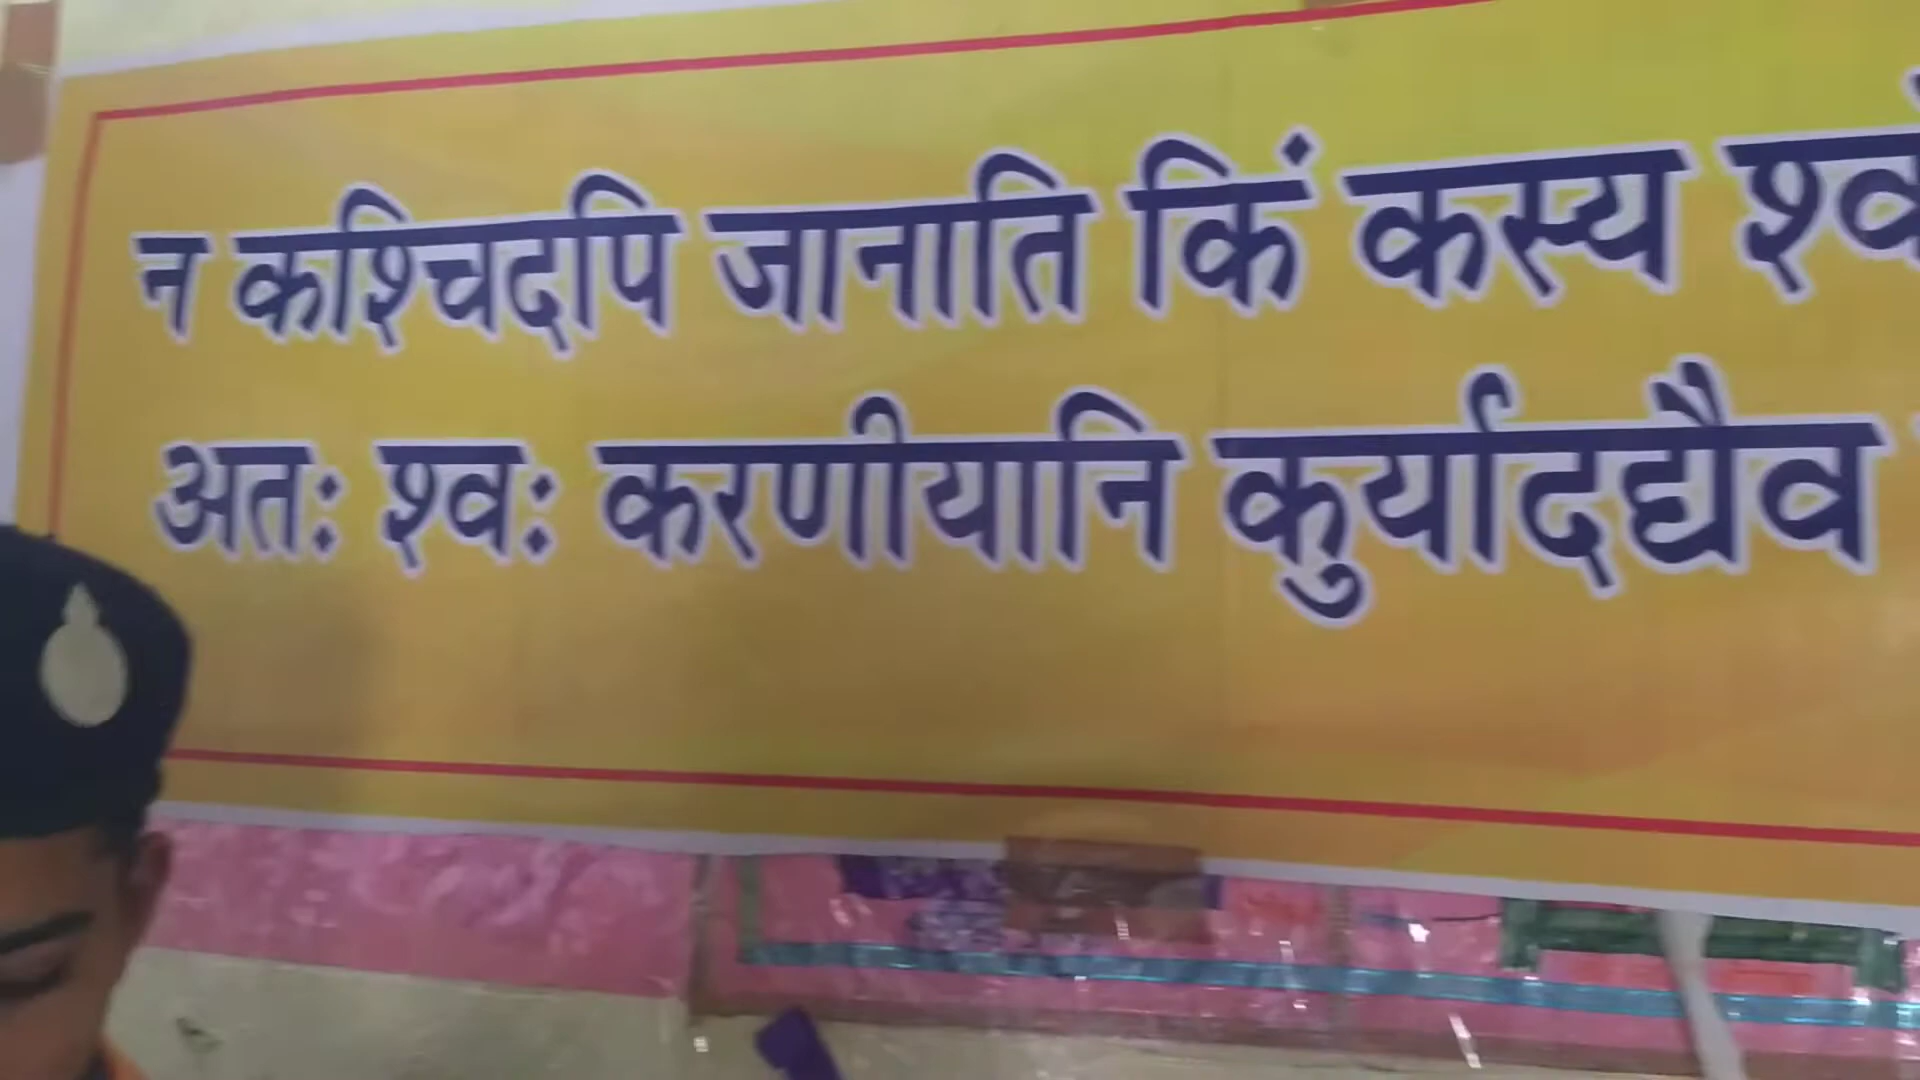 न कश्चिदपि जानाति किं कस्य
अतः श्वः करणीयानि कुर्यादद्यैव